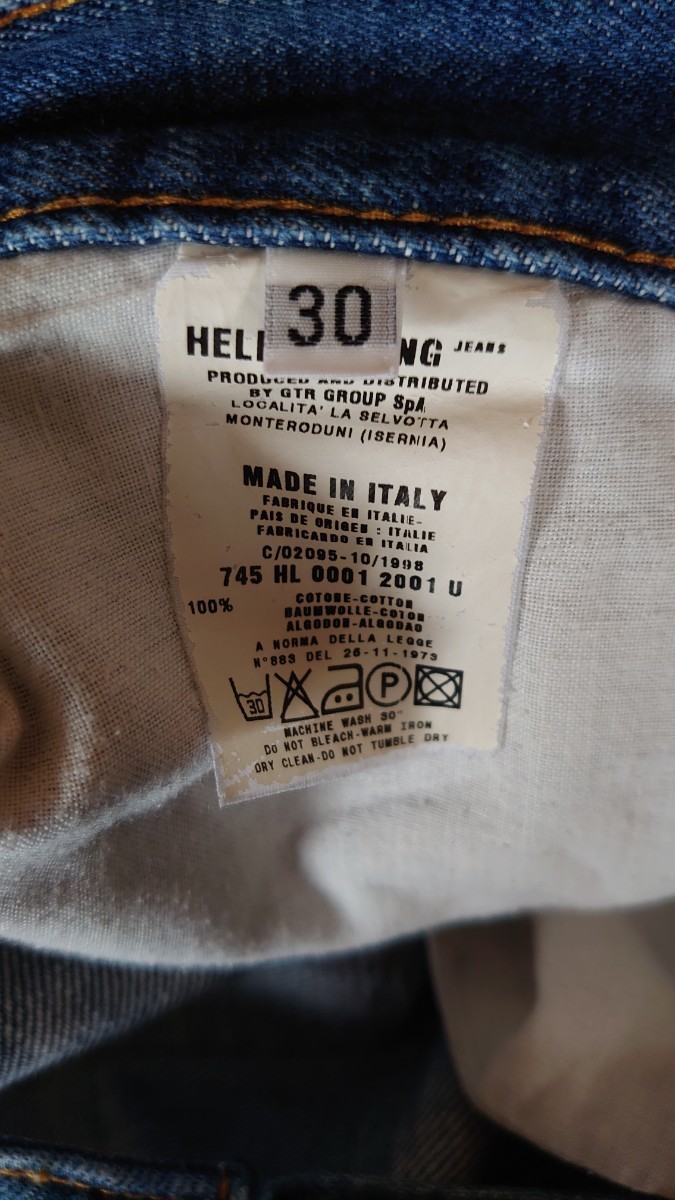 30
HEL NG JEANS
PRODUCED AND DISTRIBUTED
BY GTR GROUP SpA
LOCALITA' LA SELVOTTA
MONTERODUNI (ISERNIA)
MADE IN ITALY
FABRIQUE EN ITALIE-
PAIS DE ORIGEN : ITALIE
FABRICANDO EN ITALIA
C/02095-10/1998
745 HL 0001 2001 U
100% COTONE-COTTON
BAUMWOLLE-COTON
ALGODON-ALGODAO
A NORMA DELLA LEGGE
N°883 DEL 26-11-1973
30 P
MACHINE WASH 30°
DO NOT BLEACH-WARM IRON
DRY CLEAN-DO NOT TUMBLE DRY